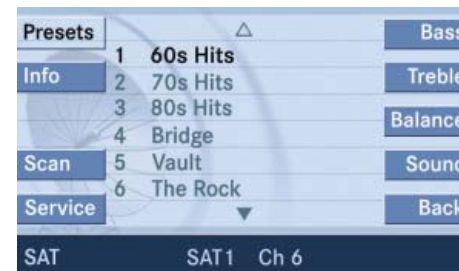 Presets
Bass
1 60s Hits
Info
2 70s Hits
Treble
3 80s Hits
Balance
4 Bridge
Scan
5 Vault
Sound
6 The Rock
Service
Back
SAT SAT1 Ch 6